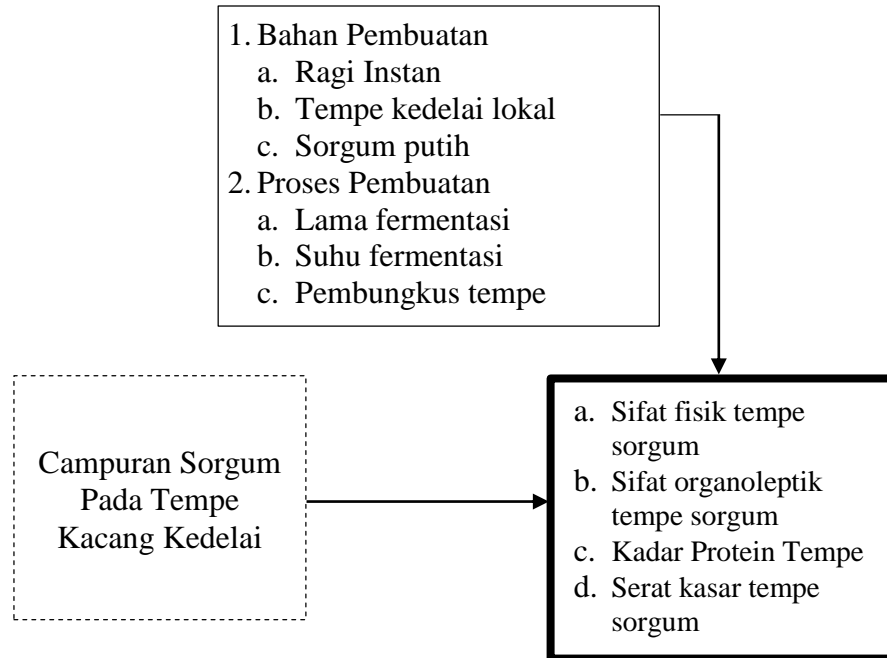 1. Bahan Pembuatan
a. Ragi Instan
b. Tempe kedelai lokal
c. Sorgum putih
2. Proses Pembuatan
a. Lama fermentasi
b. Suhu fermentasi
c. Pembungkus tempe
Campuran Sorgum
Pada Tempe
Kacang Kedelai
a. Sifat fisik tempe
sorgum
b. Sifat organoleptik
tempe sorgum
c. Kadar Protein Tempe
d. Serat kasar tempe
sorgum